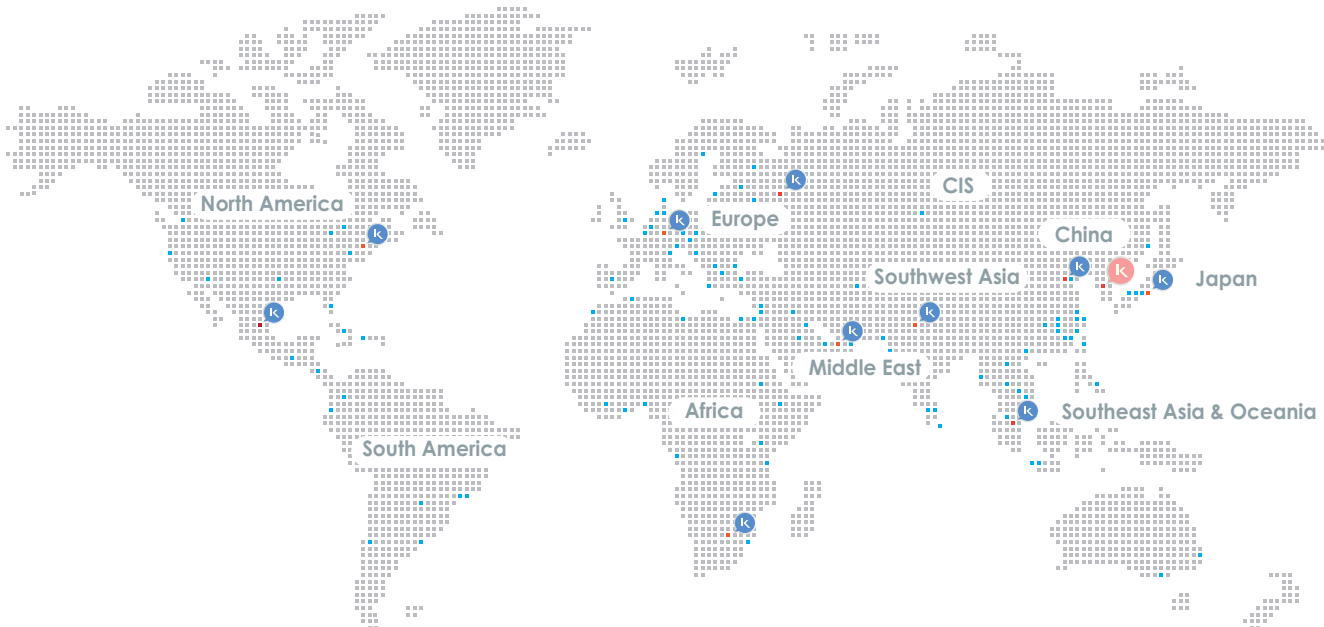 CIS
North America
Europe
China
Southwest Asia
Japan
Middle East
Africa
Southeast Asia & Oceania
South America
k
k
k
k
k
k
k
k
k
k
k